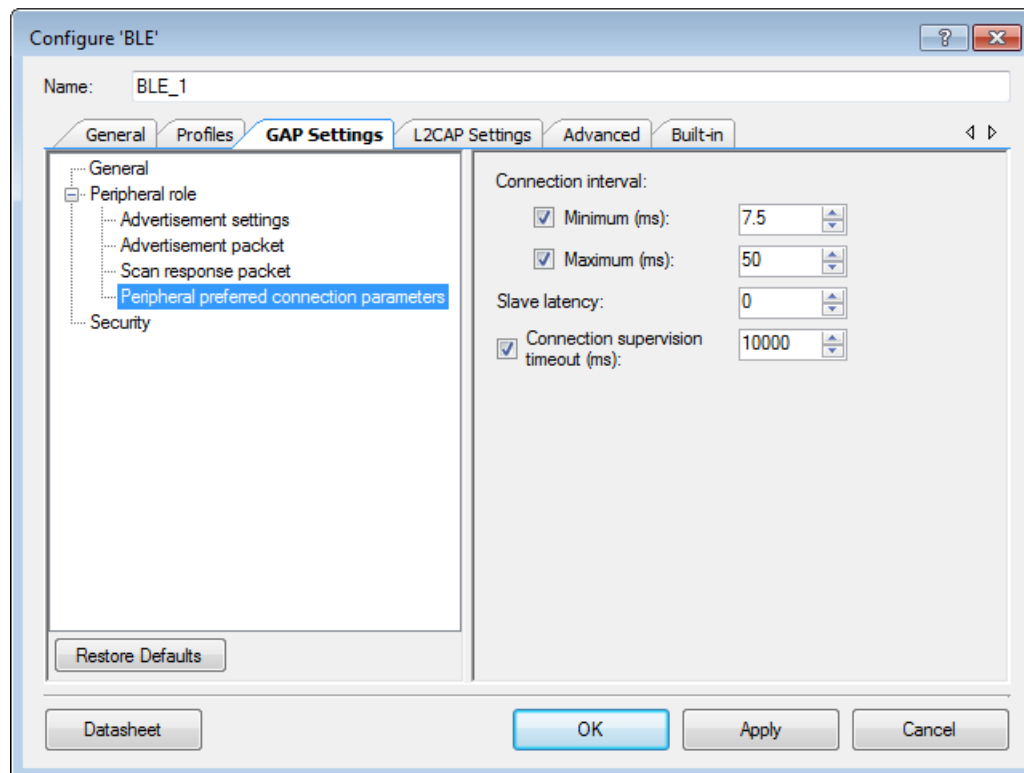 Configure 'BLE'
Name: BLE_1
General Profiles GAP Settings L2CAP Settings Advanced Built-in
General
Peripheral role
Advertisement settings
Advertisement packet
Scan response packet
Peripheral preferred connection parameters
Security
Restore Defaults
Connection interval:
Minimum (ms): 7.5
Maximum (ms): 50
Slave latency: 0
Connection supervision
timeout (ms): 10000
Datasheet OK Apply Cancel